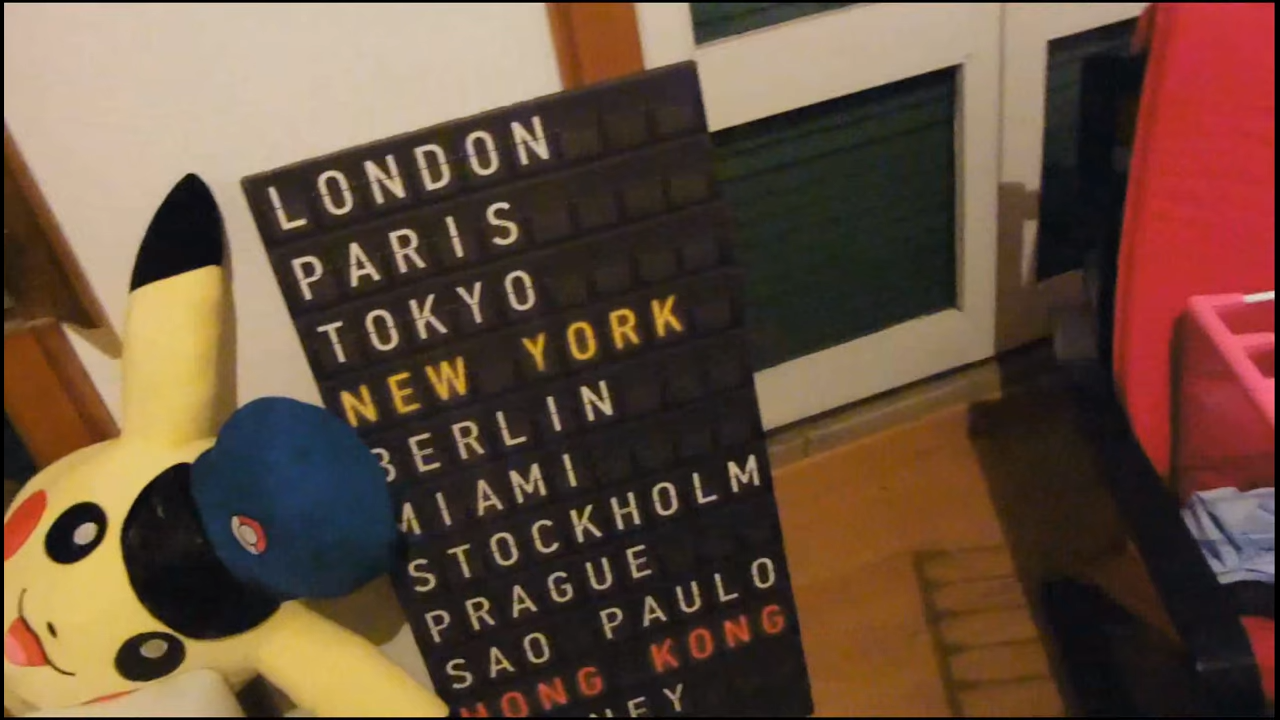 LONDON
PARIS
TOKYO
NEW YORK
BERLIN
MIAMI
STOCKHOLM
PRAGUE
SAO PAULO
HONG KONG